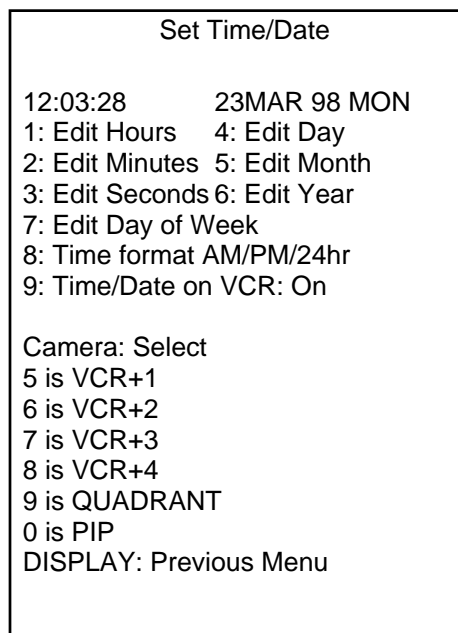 Set Time/Date
12:03:28 23MAR 98 MON
1: Edit Hours 4: Edit Day
2: Edit Minutes 5: Edit Month
3: Edit Seconds 6: Edit Year
7: Edit Day of Week
8: Time format AM/PM/24hr
9: Time/Date on VCR: On
Camera: Select
5 is VCR+1
6 is VCR+2
7 is VCR+3
8 is VCR+4
9 is QUADRANT
0 is PIP
DISPLAY: Previous Menu